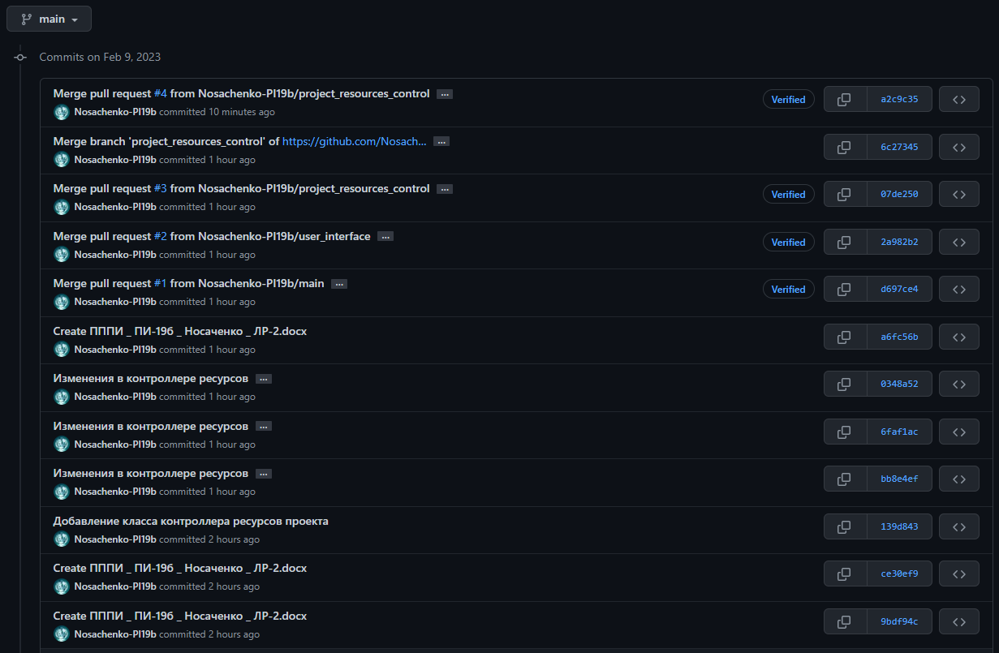 main
Commits on Feb 9, 2023
Merge pull request #4 from Nosachenko-PI19b/project_resources_control ...
Nosachenko-PI19b committed 10 minutes ago
Verified
a2c9c35
Merge branch 'project_resources_control' of https://github.com/Nosach... ...
Nosachenko-PI19b committed 1 hour ago
6c27345
Merge pull request #3 from Nosachenko-PI19b/project_resources_control ...
Nosachenko-PI19b committed 1 hour ago
Verified
07de250
Merge pull request #2 from Nosachenko-PI19b/user_interface ...
Nosachenko-PI19b committed 1 hour ago
Verified
2a982b2
Merge pull request #1 from Nosachenko-PI19b/main ...
Nosachenko-PI19b committed 1 hour ago
Verified
d697ce4
Create ПППИ _ ПИ-19б _ Носаченко _ ЛР-2.docx
Nosachenko-PI19b committed 1 hour ago
a6fc56b
Изменения в контроллере ресурсов ...
Nosachenko-PI19b committed 1 hour ago
0348a52
Изменения в контроллере ресурсов ...
Nosachenko-PI19b committed 1 hour ago
6faf1ac
Изменения в контроллере ресурсов ...
Nosachenko-PI19b committed 1 hour ago
bb8e4ef
Добавление класса контроллера ресурсов проекта
Nosachenko-PI19b committed 2 hours ago
139d843
Create ПППИ _ ПИ-19б _ Носаченко _ ЛР-2.docx
Nosachenko-PI19b committed 2 hours ago
ce30ef9
Create ПППИ _ ПИ-19б _ Носаченко _ ЛР-2.docx
Nosachenko-PI19b committed 2 hours ago
9bdf94c